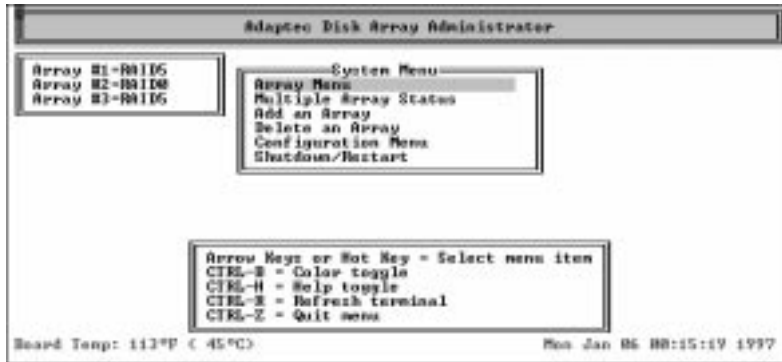 Adaptec Disk Array Administrator
Array #1-RAID5
Array #2-RAID0
Array #3-RAID5
System Menu
Array Menu
Multiple Array Status
Add an Array
Delete an Array
Configuration Menu
Shutdown/Restart
Arrow Keys or Hot Key = Select menu item
CTRL-B = Color toggle
CTRL-H = Help toggle
CTRL-R = Refresh terminal
CTRL-Z = Quit menu
Board Temp: 113°F ( 45°C)
Mon Jan 06 00:15:19 1997